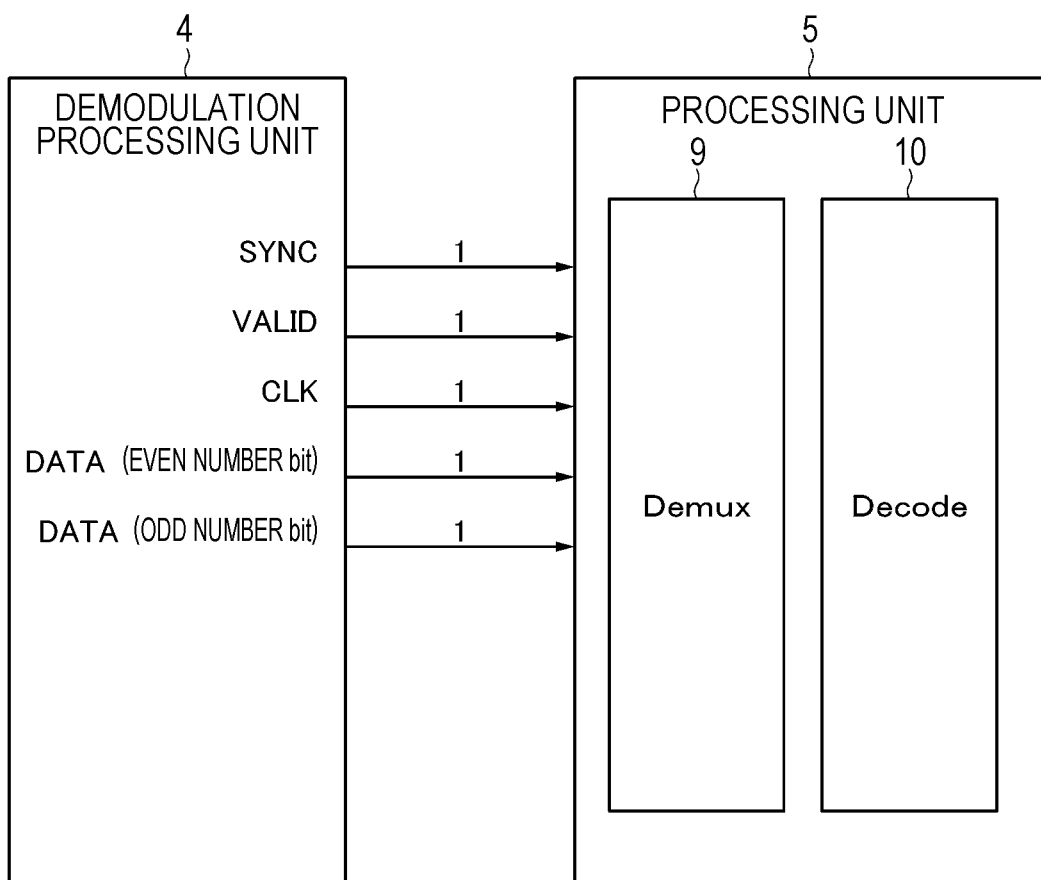 4
DEMODULATION
PROCESSING UNIT
SYNC
1
VALID
1
CLK
1
DATA (EVEN NUMBER bit)
1
DATA (ODD NUMBER bit)
1
5
PROCESSING UNIT
9
Demux
10
Decode